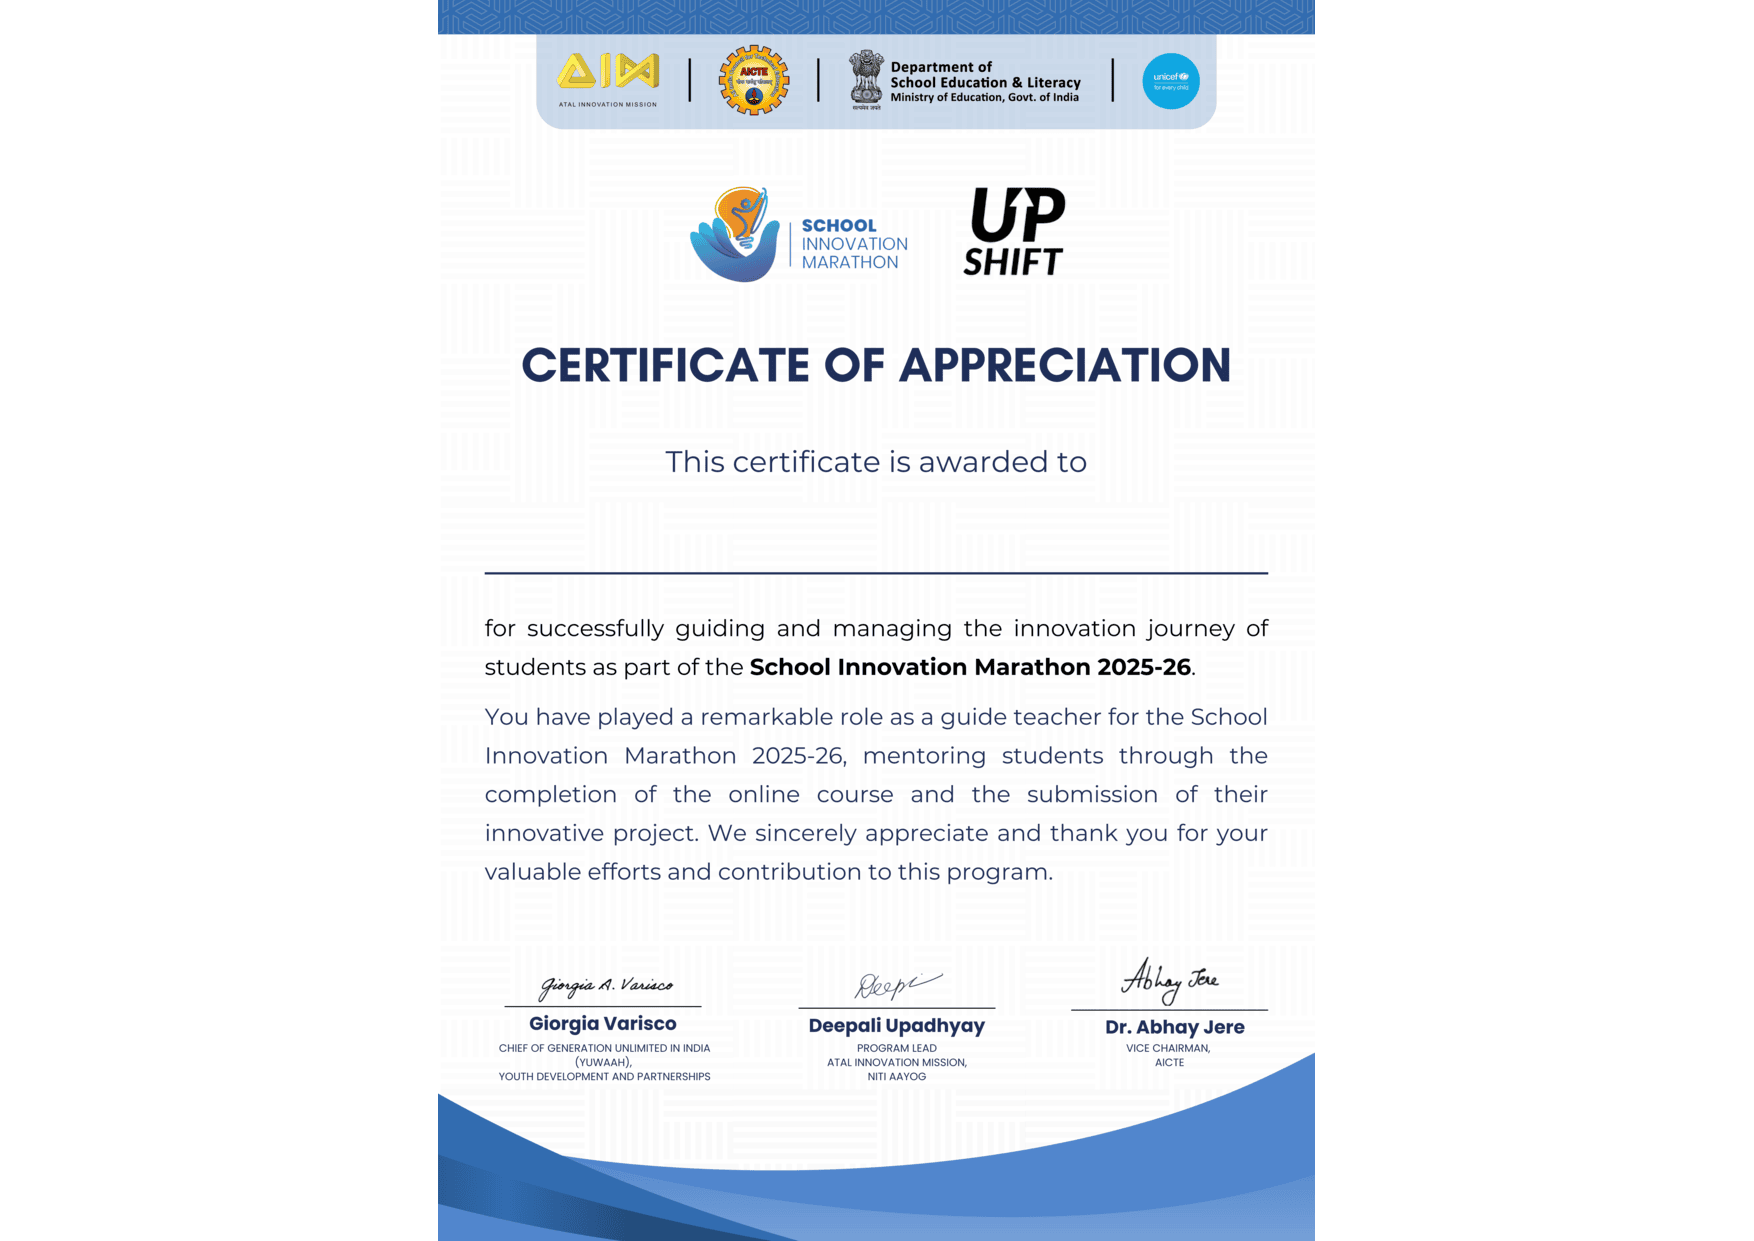 AIM
ATAL INNOVATION MISSION
AICTE
सत्यमेव जयते
Department of
School Education & Literacy
Ministry of Education, Govt. of India
unicef
for every child
SCHOOL
INNOVATION
MARATHON
UP
SHIFT
CERTIFICATE OF APPRECIATION
This certificate is awarded to
for successfully guiding and managing the innovation journey of
students as part of the School Innovation Marathon 2025-26.
You have played a remarkable role as a guide teacher for the School
Innovation Marathon 2025-26, mentoring students through the
completion of the online course and the submission of their
innovative project. We sincerely appreciate and thank you for your
valuable efforts and contribution to this program.
Giorgia A. Varisco
Giorgia Varisco
CHIEF OF GENERATION UNLIMITED IN INDIA
(YUWAAH),
YOUTH DEVELOPMENT AND PARTNERSHIPS
Deepi
Deepali Upadhyay
PROGRAM LEAD
ATAL INNOVATION MISSION,
NITI AAYOG
Abhay Jere
Dr. Abhay Jere
VICE CHAIRMAN,
AICTE